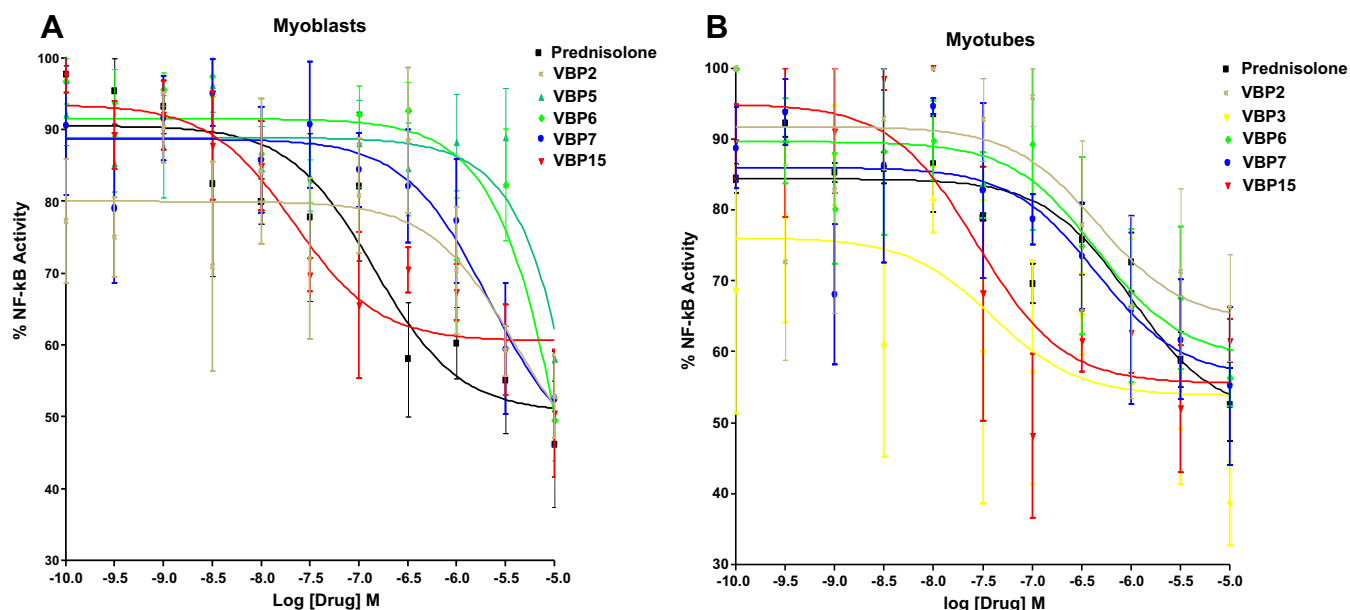 A
Myoblasts
% NF-kB Activity
100
90
80
70
60
50
40
30
-10.0 -9.5 -9.0 -8.5 -8.0 -7.5 -7.0 -6.5 -6.0 -5.5 -5.0
Log [Drug] M
Prednisolone
VBP2
VBP5
VBP6
VBP7
VBP15
B
Myotubes
% NF-kB Activity
100
90
80
70
60
50
40
30
-10.0 -9.5 -9.0 -8.5 -8.0 -7.5 -7.0 -6.5 -6.0 -5.5 -5.0
log [Drug] M
Prednisolone
VBP2
VBP3
VBP6
VBP7
VBP15